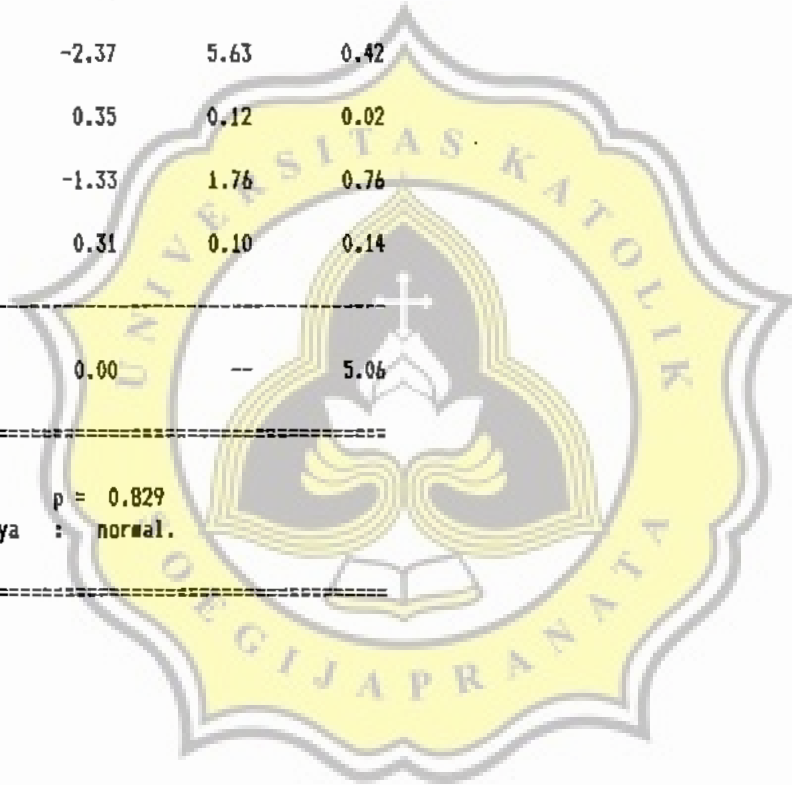 -2.37 5.63 0.42
0.35 0.12 0.02
-1.33 1.76 0.76
0.31 0.10 0.14
0.00 -- 5.06
p = 0.829
ya : normal.
UNIVERSITAS KATOLIK
SOEGIJAPRANATA